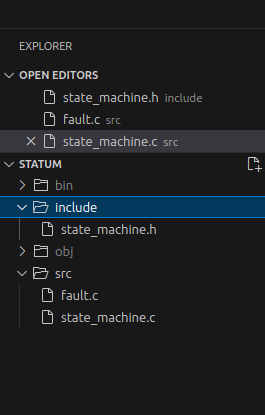 EXPLORER
OPEN EDITORS
state_machine.h include
fault.c src
state_machine.c src
STATUM
bin
include
state_machine.h
obj
src
fault.c
state_machine.c